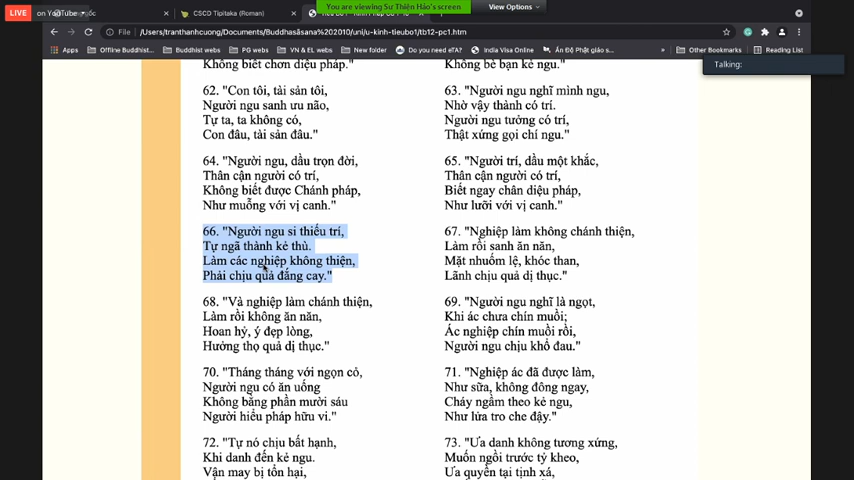 LIVE
on YouTube
CSCD Tipitaka (Roman)
You are viewing Sư Thiện Hảo's screen
View Options
/Users/tranthanhcuong/Documents/Buddhasāsana%202010/uni/u-kinh-tieubo1/tb12-pc1.htm
Apps
Offline Buddhist...
Buddhist web
PG webs
VN & EL web
New folder
Do you need eTA?
India Visa Online
Ấn Độ Phật giáo s...
»
Other Bookmarks
Reading List
Talking:
Không biết chơn diệu pháp."
62. "Con tôi, tài sản tôi,
Người ngu sanh ưu não,
Tự ta, ta không có,
Con đâu, tài sản đâu."
64. "Người ngu, dầu trọn đời,
Thân cận người có trí,
Không biết được Chánh pháp,
Như muỗng với vị canh."
66. "Người ngu si thiếu trí,
Tự ngã thành kẻ thù.
Làm các nghiệp không thiện,
Phải chịu quả đắng cay."
68. "Và nghiệp làm chánh thiện,
Làm rồi không ăn năn,
Hoan hỷ, ý đẹp lòng,
Hưởng thọ quả dị thục."
70. "Tháng tháng với ngọn cỏ,
Người ngu có ăn uống
Không bằng phần mười sáu
Người hiểu pháp hữu vi."
72. "Tự nó chịu bất hạnh,
Khi danh đến kẻ ngu.
Vận may bị tổn hại,
Không bè bạn kẻ ngu."
63. "Người ngu nghĩ mình ngu,
Nhờ vậy thành có trí.
Người ngu tưởng có trí,
Thật xứng gọi chí ngu."
65. "Người trí, dầu một khắc,
Thân cận người có trí,
Biết ngay chân diệu pháp,
Như lưỡi với vị canh."
67. "Nghiệp làm không chánh thiện,
Làm rồi sanh ăn năn,
Mặt nhuốm lệ, khóc than,
Lãnh chịu quả dị thục."
69. "Người ngu nghĩ là ngọt,
Khi ác chưa chín muồi;
Ác nghiệp chín muồi rồi,
Người ngu chịu khổ đau."
71. "Nghiệp ác đã được làm,
Như sữa, không đông ngay,
Cháy ngầm theo kẻ ngu,
Như lửa tro che đậy."
73. "Ưa danh không tương xứng,
Muốn ngồi trước tỷ kheo,
Ưa quyền tại tịnh xá,